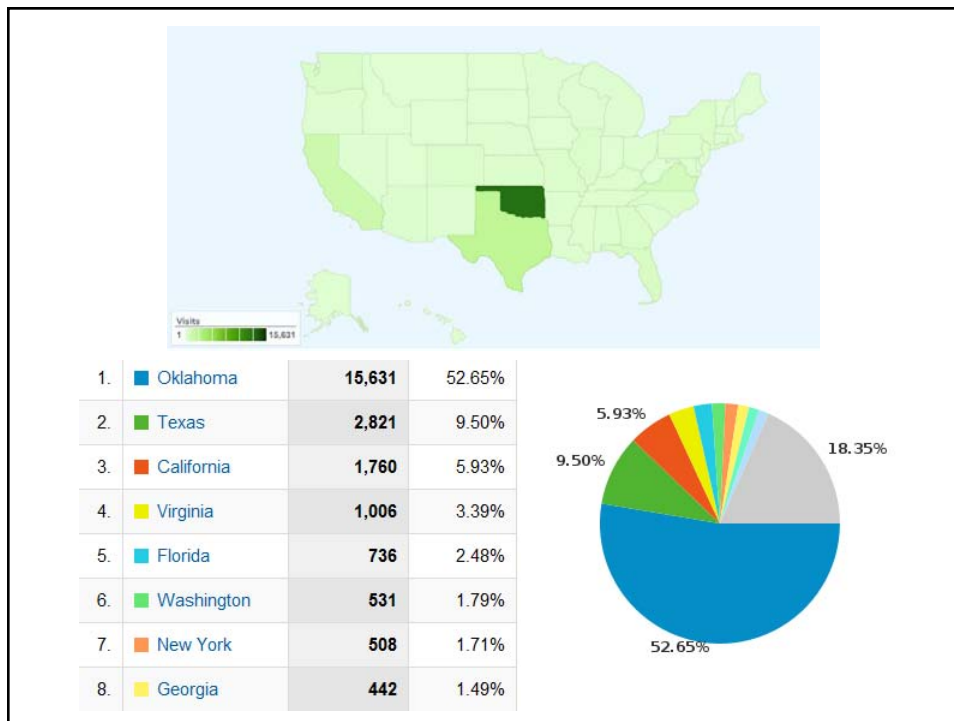 Visits
1 15,631
1. Oklahoma 15,631 52.65%
2. Texas 2,821 9.50%
3. California 1,760 5.93%
4. Virginia 1,006 3.39%
5. Florida 736 2.48%
6. Washington 531 1.79%
7. New York 508 1.71%
8. Georgia 442 1.49%
5.93%
18.35%
9.50%
52.65%